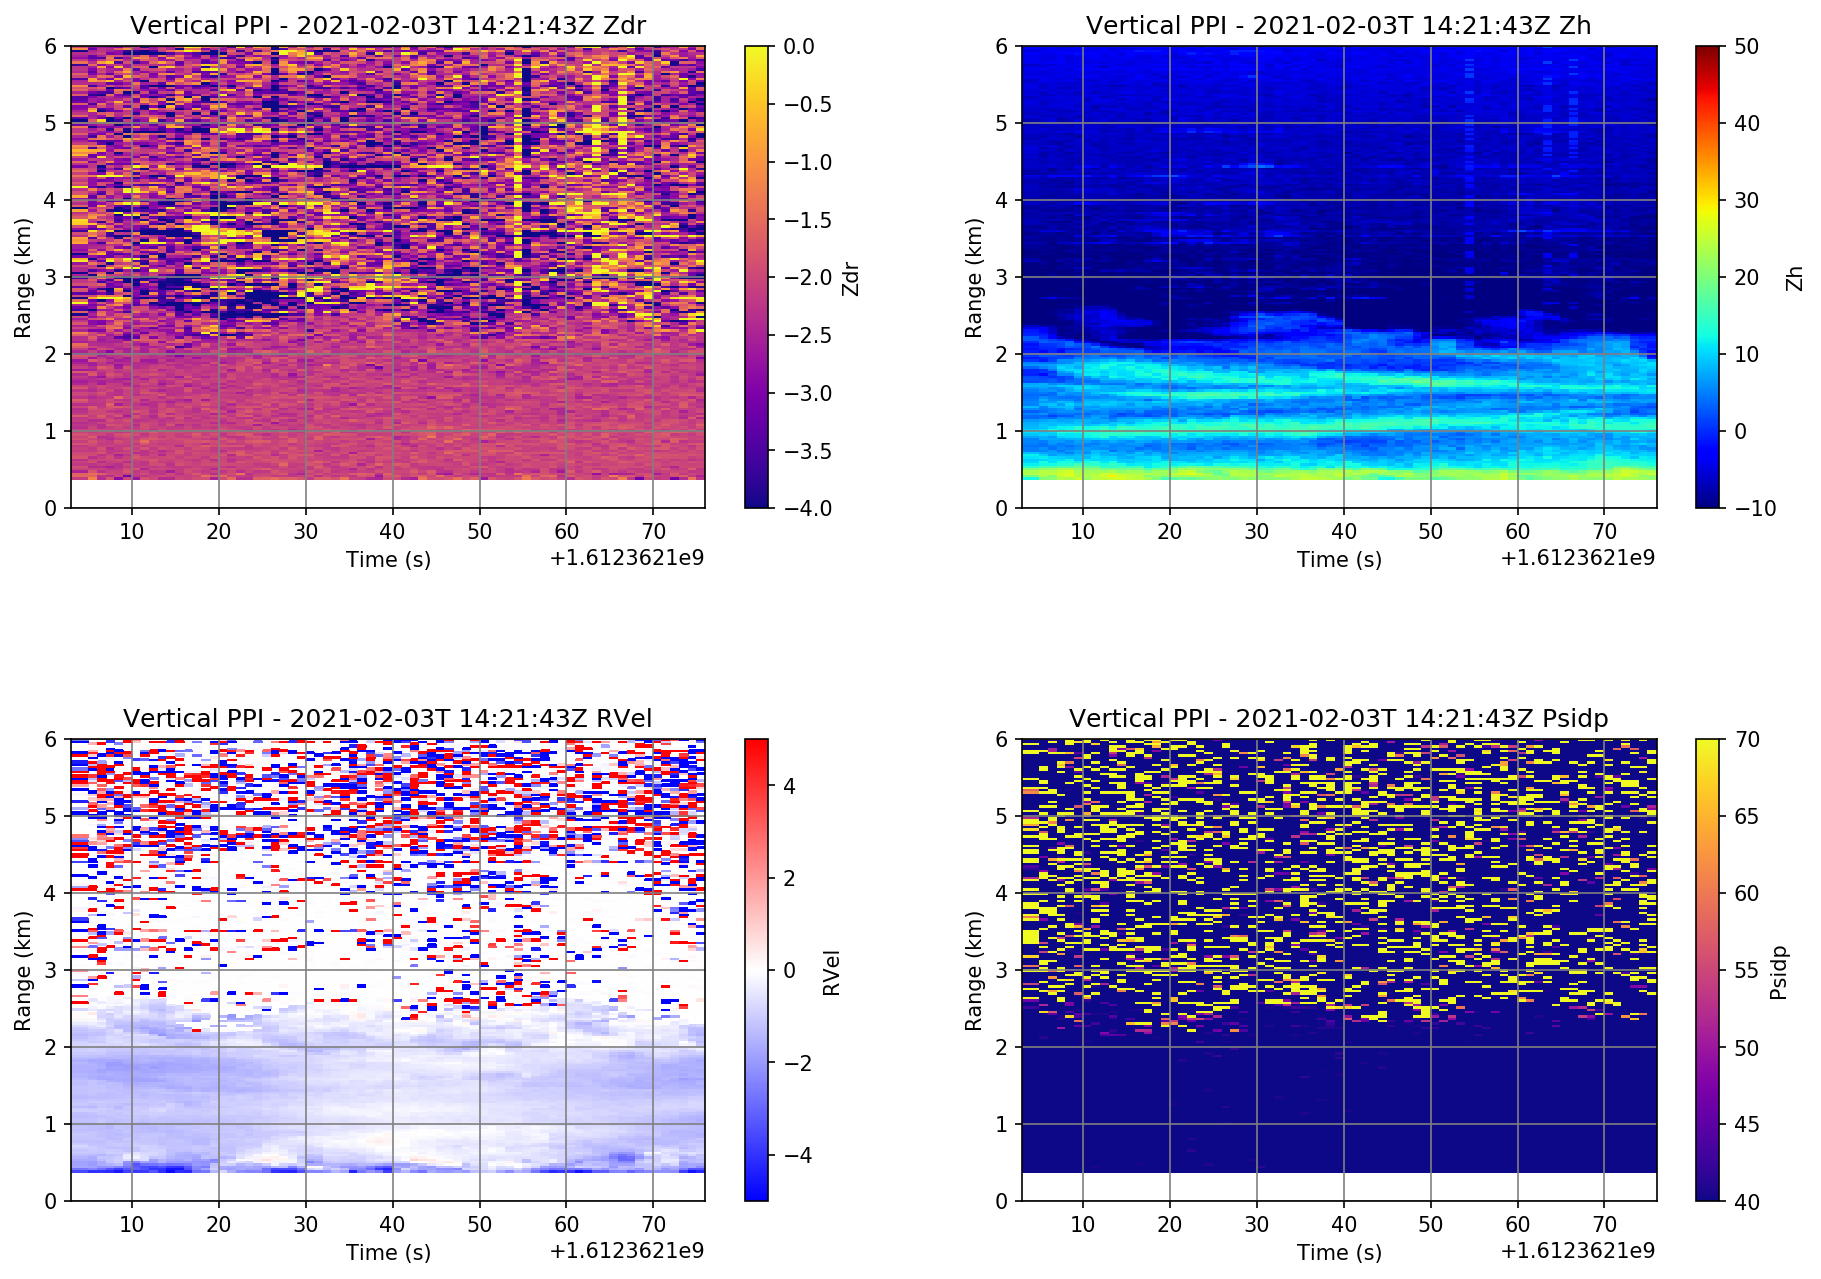 Vertical PPI - 2021-02-03T 14:21:43Z Zdr
6
5
4
3
2
1
0
Range (km)
10 20 30 40 50 60 70
Time (s)
+1.6123621e9
0.0
−0.5
−1.0
−1.5
−2.0
−2.5
−3.0
−3.5
−4.0
Zdr
Vertical PPI - 2021-02-03T 14:21:43Z Zh
6
5
4
3
2
1
0
Range (km)
10 20 30 40 50 60 70
Time (s)
+1.6123621e9
50
40
30
20
10
0
−10
Zh
Vertical PPI - 2021-02-03T 14:21:43Z RVel
6
5
4
3
2
1
0
Range (km)
10 20 30 40 50 60 70
Time (s)
+1.6123621e9
4
2
0
−2
−4
RVel
Vertical PPI - 2021-02-03T 14:21:43Z Psidp
6
5
4
3
2
1
0
Range (km)
10 20 30 40 50 60 70
Time (s)
+1.6123621e9
70
65
60
55
50
45
40
Psidp